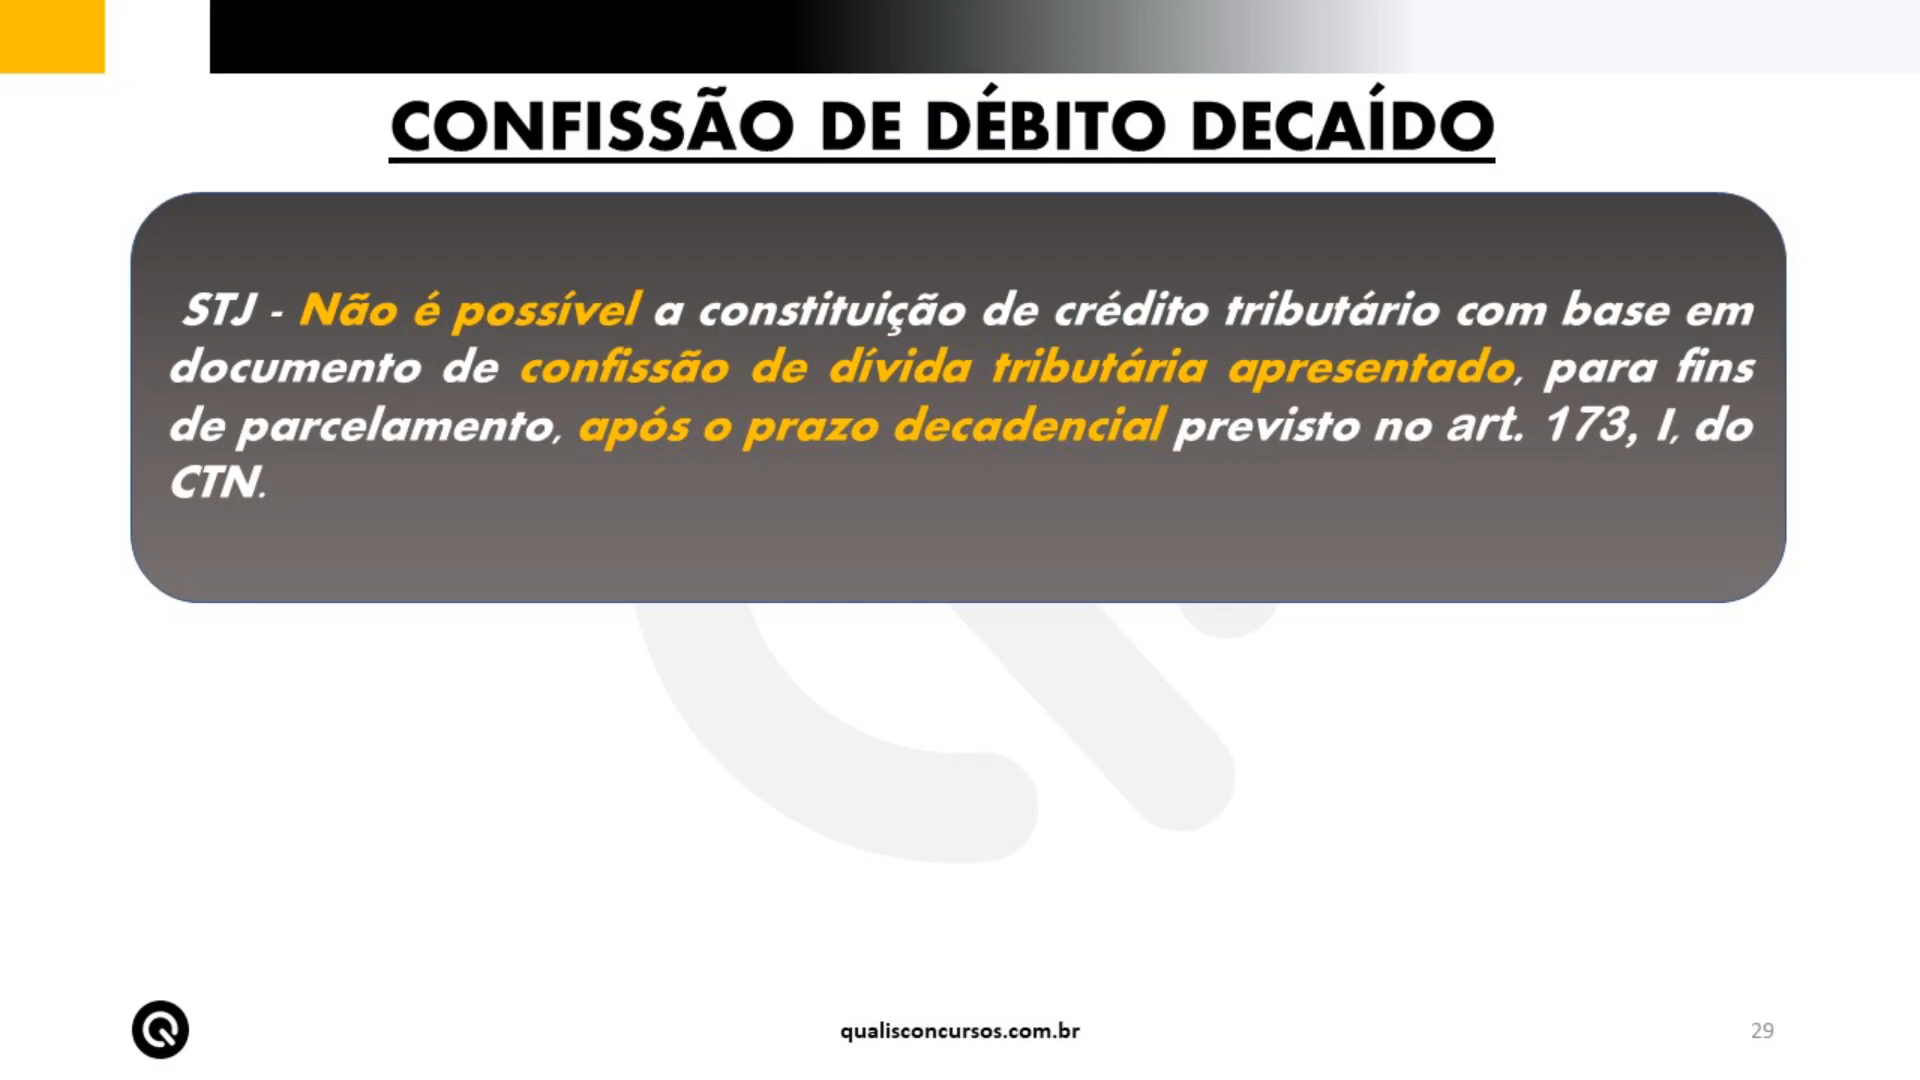 CONFISSÃO DE DÉBITO DECAÍDO
STJ - Não é possível a constituição de crédito tributário com base em
documento de confissão de dívida tributária apresentado, para fins
de parcelamento, após o prazo decadencial previsto no art. 173, I, do
CTN.
qualisconcursos.com.br
29